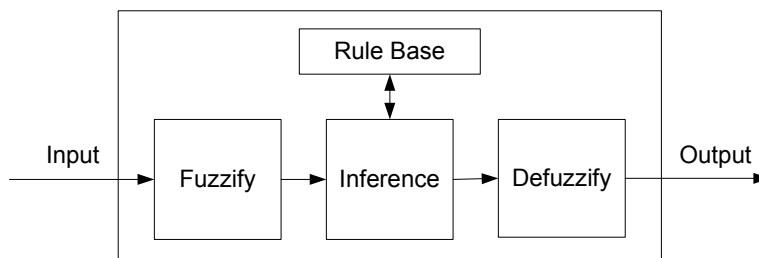 Rule Base
Input
Fuzzify
Inference
Defuzzify
Output